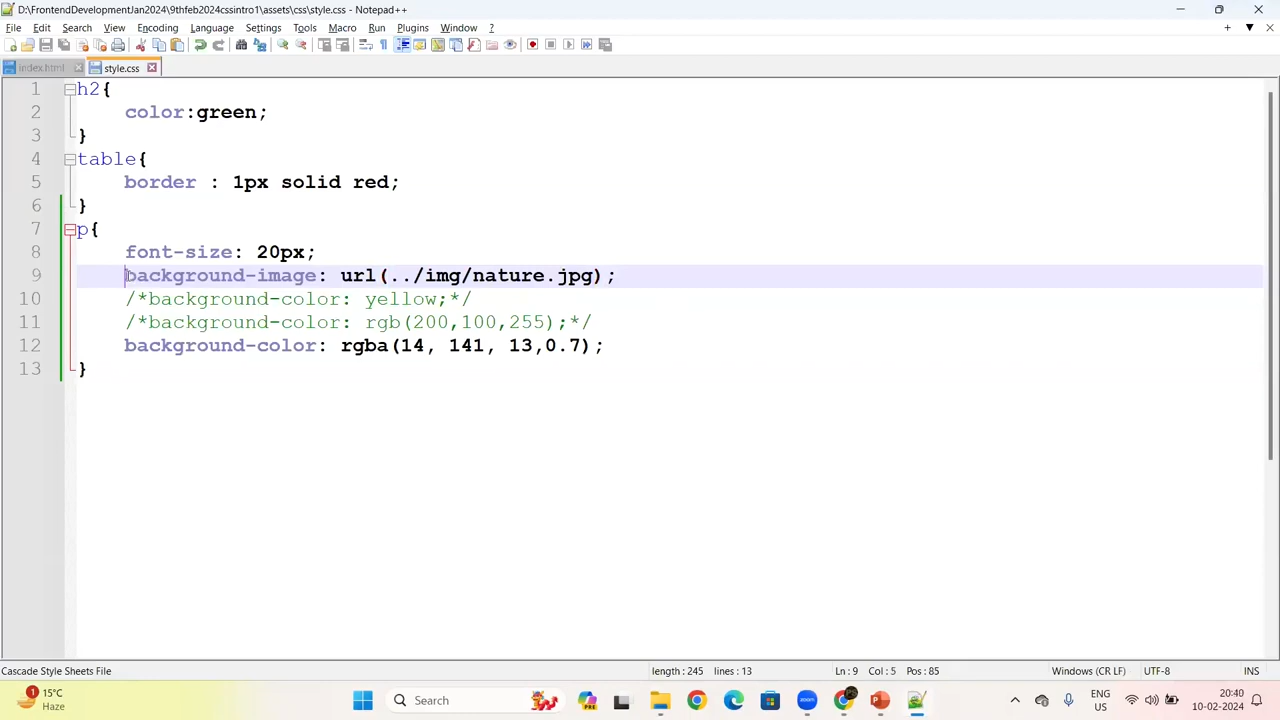 D:\FrontendDevelopmentJan2024\9thfeb2024cssintro1\assets\css\style.css - Notepad++
File Edit Search View Encoding Language Settings Tools Macro Run Plugins Window ?
index.html style.css
1 h2{
2 color:green;
3 }
4 table{
5 border : 1px solid red;
6 }
7 p{
8 font-size: 20px;
9 background-image: url(../img/nature.jpg);
10 /*background-color: yellow;*/
11 /*background-color: rgb(200,100,255);*/
12 background-color: rgba(14, 141, 13,0.7);
13 }
Cascade Style Sheets File length : 245 lines : 13 Ln : 9 Col : 5 Pos : 85 Windows (CR LF) UTF-8 INS
1 15°C
Haze
Search
PRE
ENG
US
20:40
10-02-2024